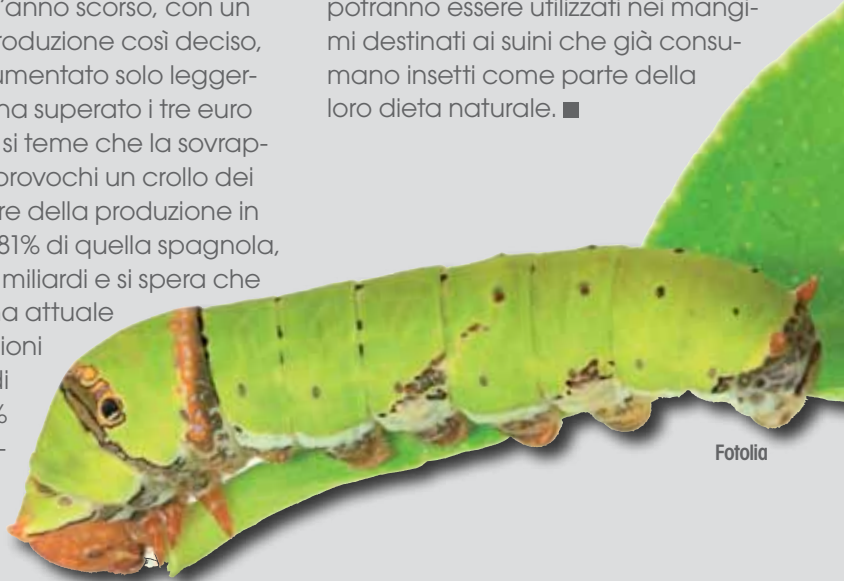 'anno scorso, con un
roduzione così deciso,
umentato solo legger-
na superato i tre euro
si teme che la sovrap-
provochi un crollo dei
re della produzione in
81% di quella spagnola,
miliardi e si spera che
na attuale
ioni
di
%
-
potranno essere utilizzati nei mangi-
mi destinati ai suini che già consu-
mano insetti come parte della
loro dieta naturale. ■
Fotolia